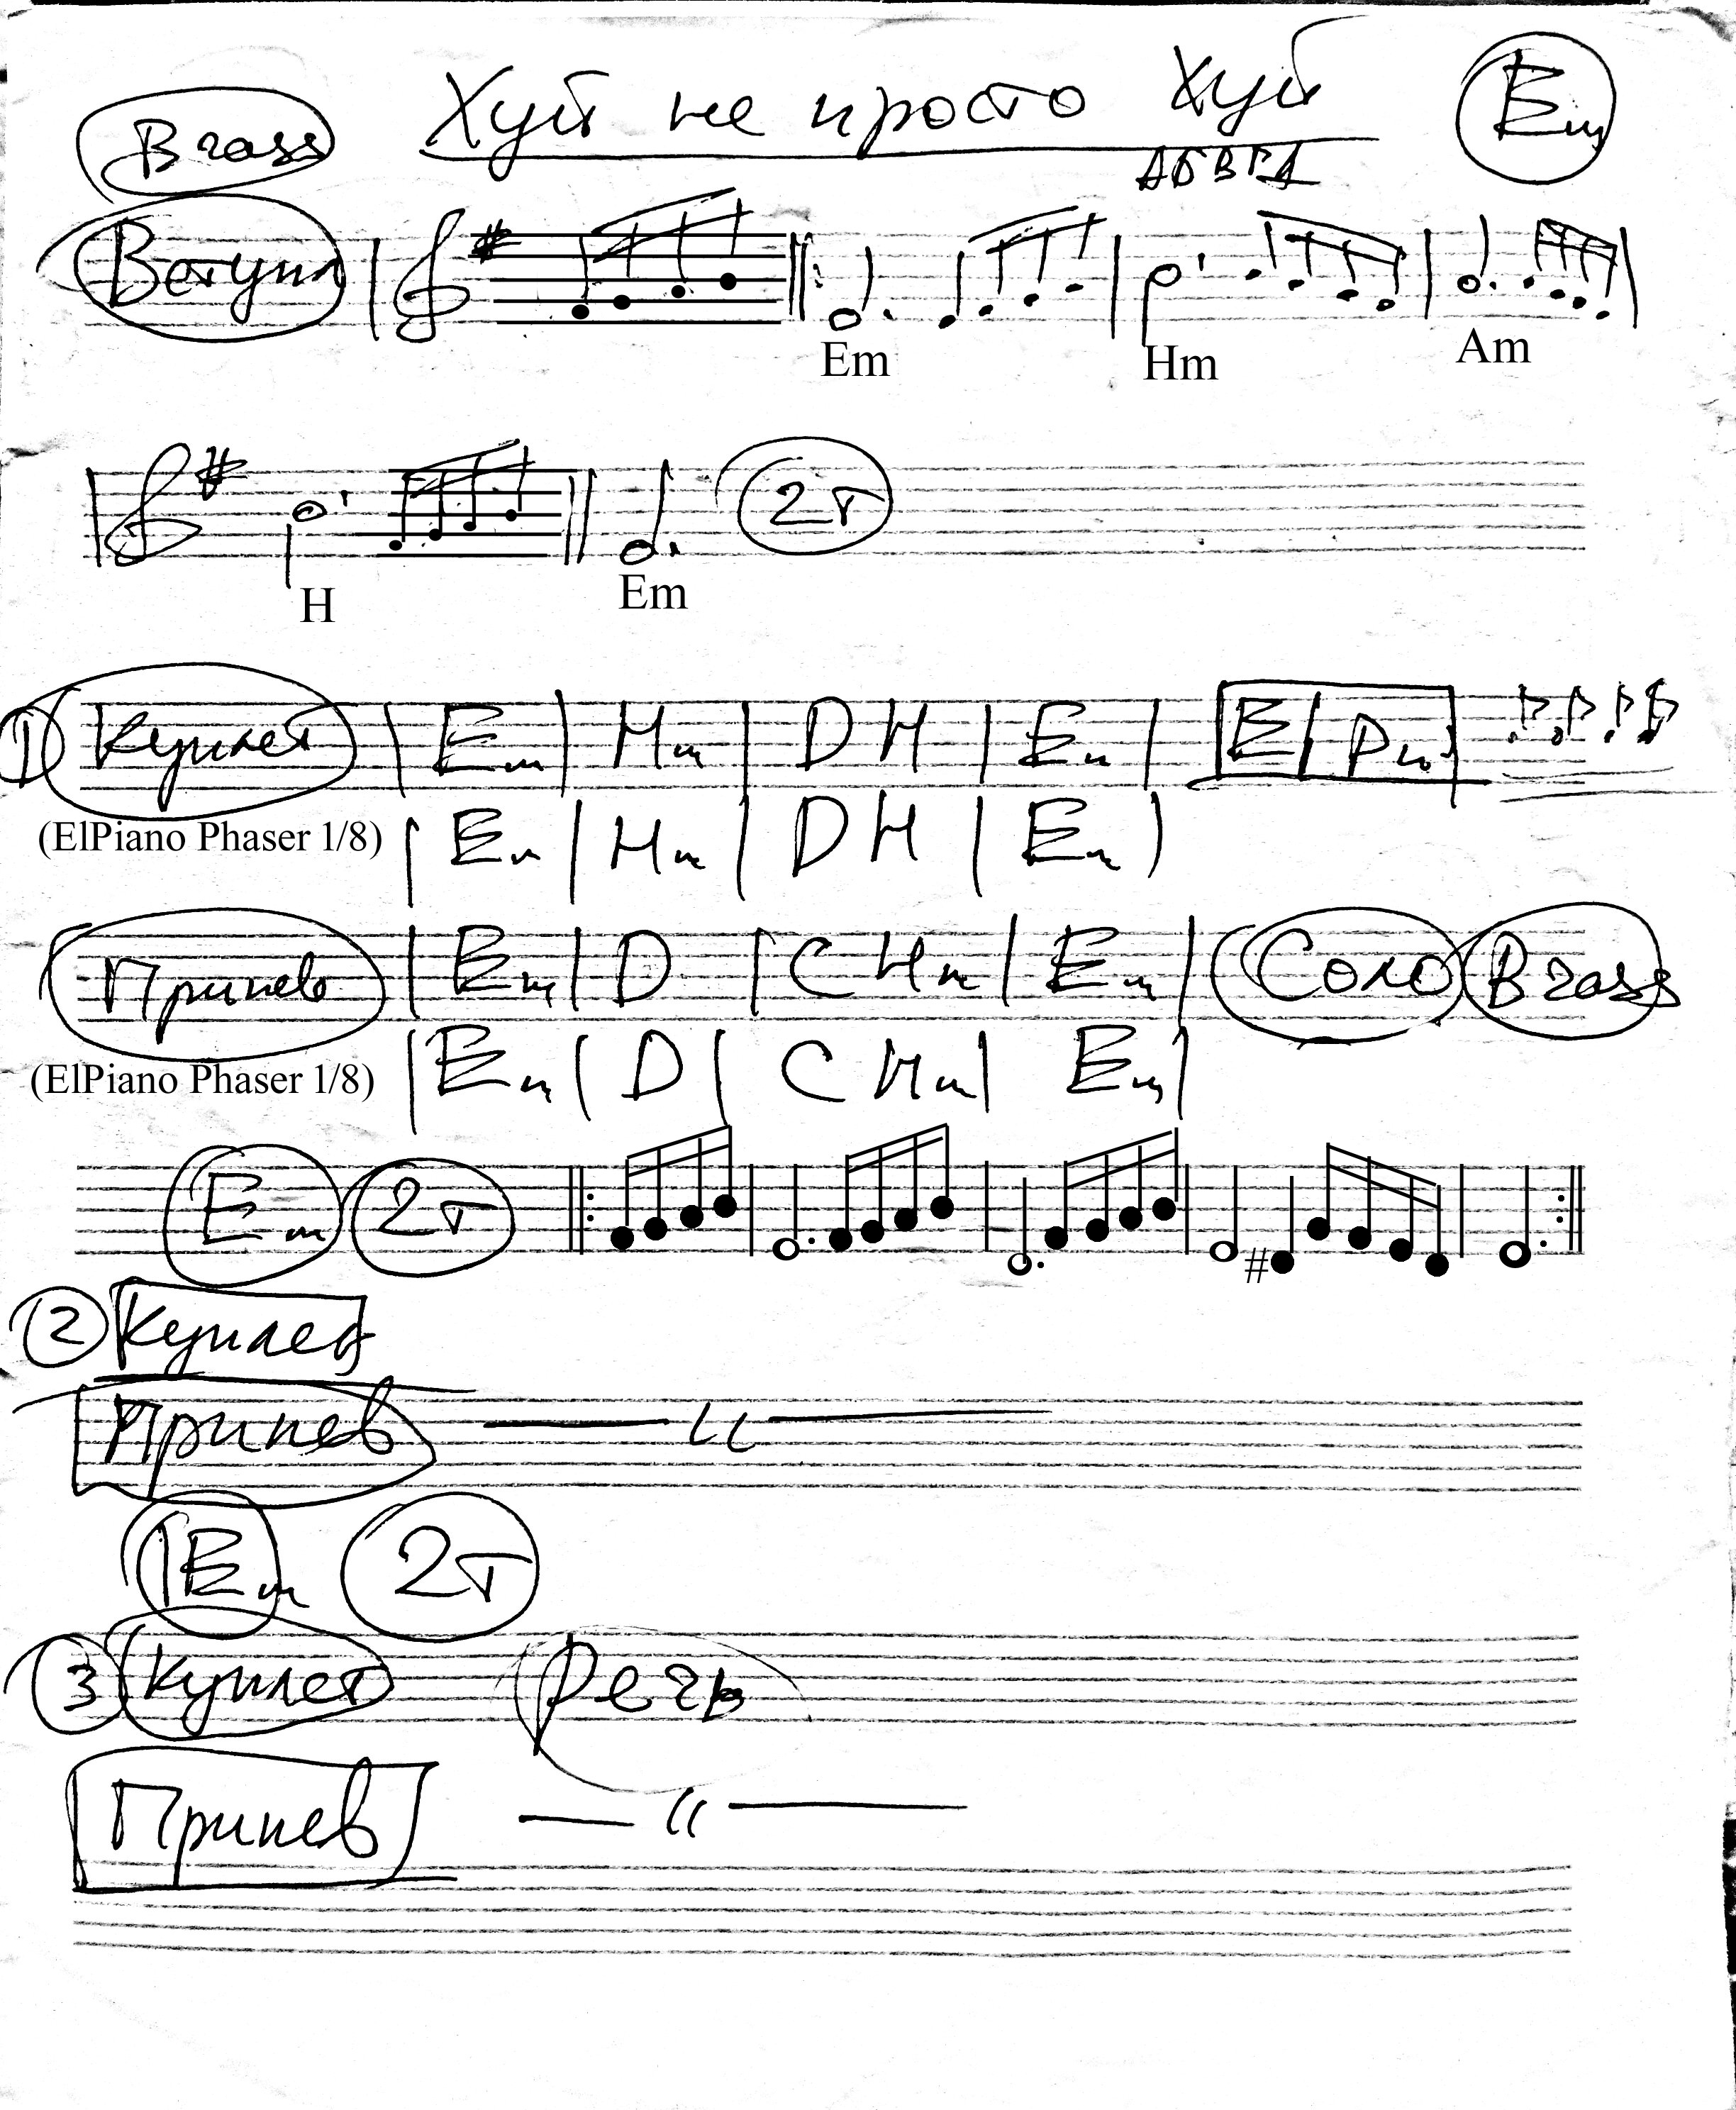 Brass Хуй не просто хуй Em
АБВГД
Вступл
Em Hm Am
2т
H Em
1 Куплет | Em | Hm | D H | Em |
(ElPiano Phaser 1/8) | Em | Hm | D H | Em |
Припев | Em | D | C Hm | Em | Соло Brass
(ElPiano Phaser 1/8) | Em | D | C Hm | Em |
Em 2т
2 Куплет
Припев — " —
Em 2т
3 Куплет Речь
Припев — " —